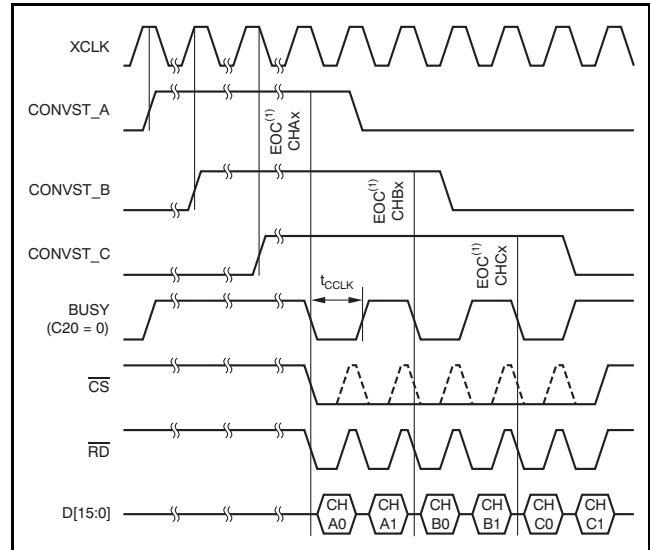 XCLK
CONVST_A
EOC(1)
CHAx
CONVST_B
EOC(1)
CHBx
CONVST_C
EOC(1)
CHCx
tCCLK
BUSY
(C20 = 0)
CS
RD
D[15:0]
CH A0
CH A1
CH B0
CH B1
CH C0
CH C1